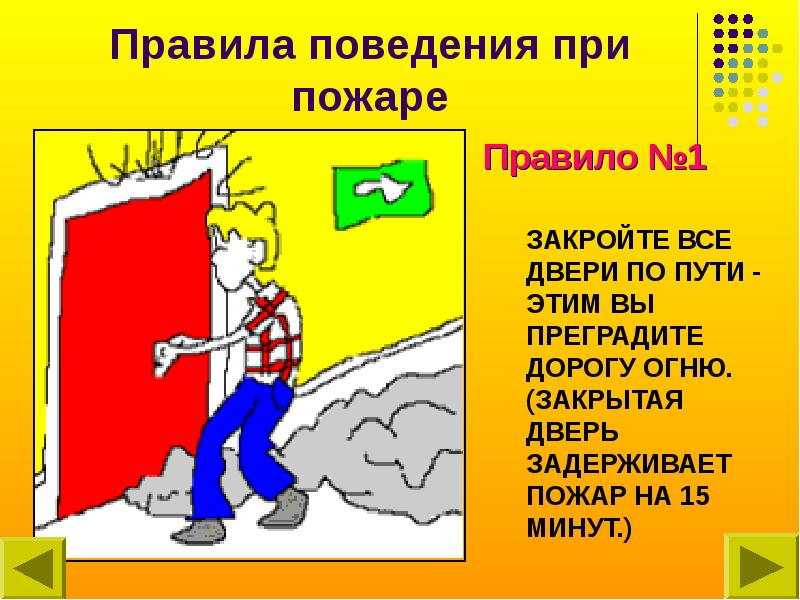 Правила поведения при
пожаре
Правило №1
ЗАКРОЙТЕ ВСЕ
ДВЕРИ ПО ПУТИ -
ЭТИМ ВЫ
ПРЕГРАДИТЕ
ДОРОГУ ОГНЮ.
(ЗАКРЫТАЯ
ДВЕРЬ
ЗАДЕРЖИВАЕТ
ПОЖАР НА 15
МИНУТ.)